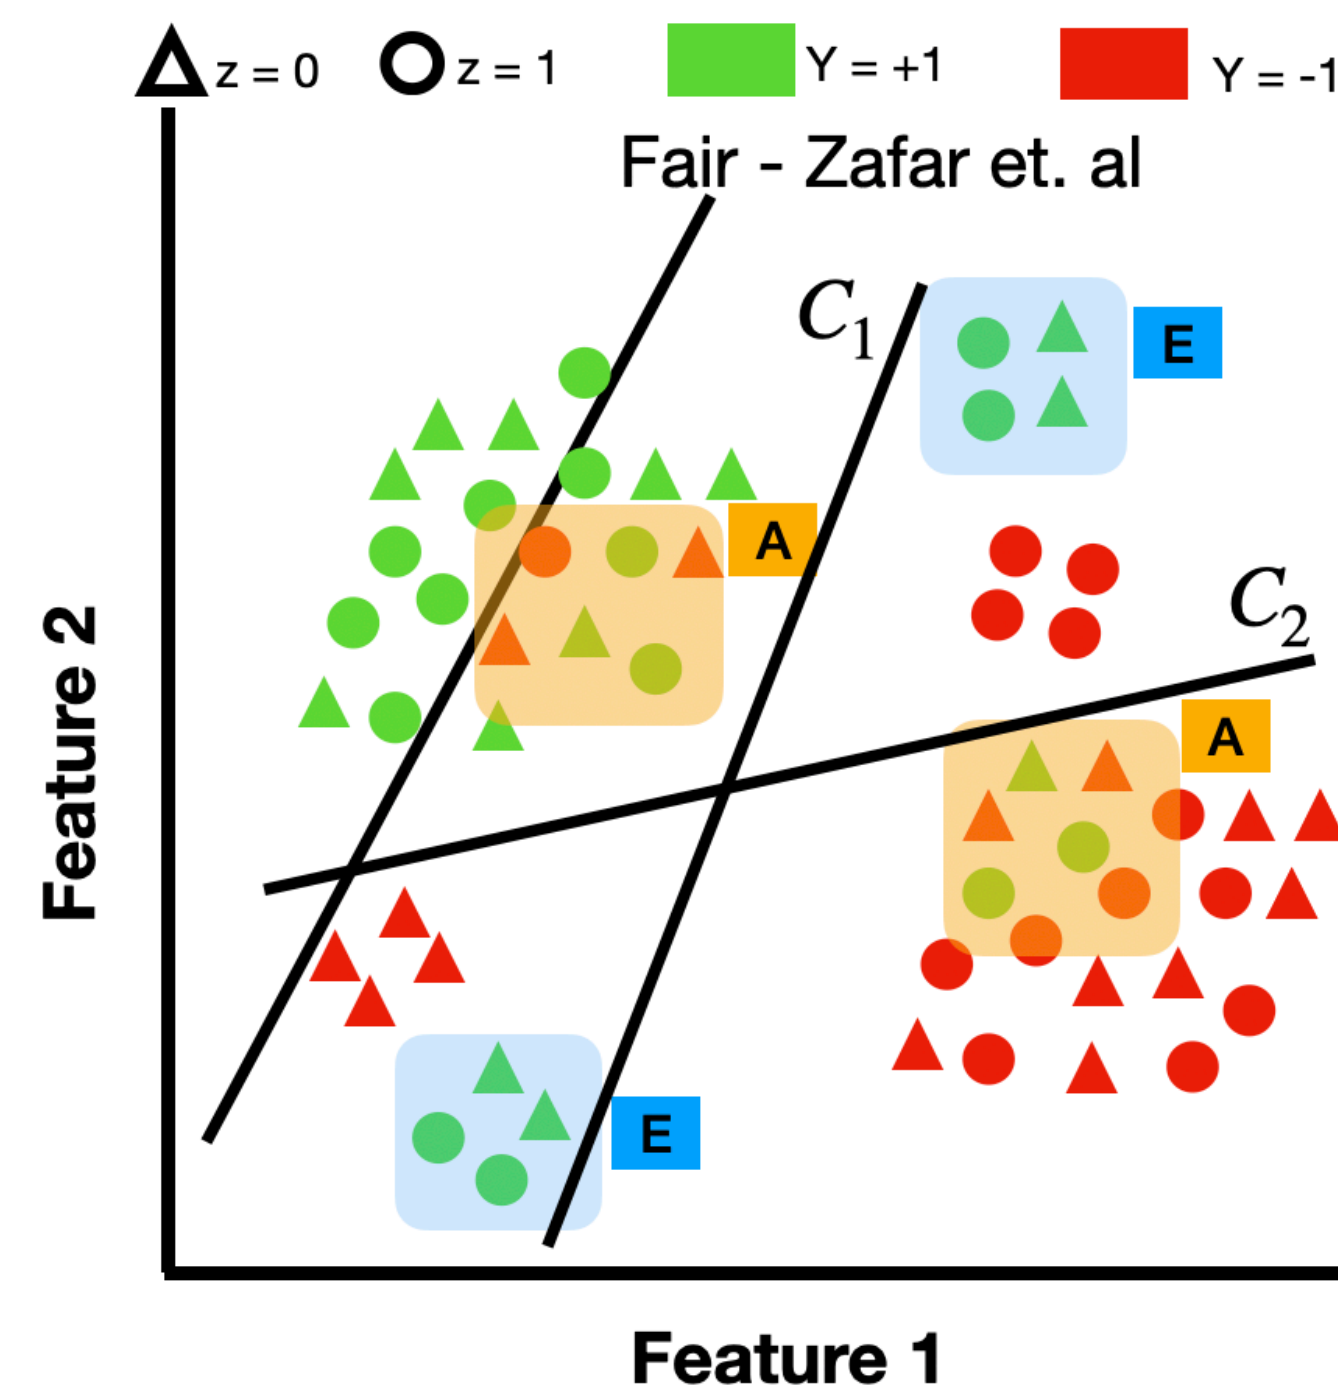 z = 0 z = 1 Y = +1 Y = -1
Fair - Zafar et. al
C1
E
A
C2
A
E
Feature 2
Feature 1